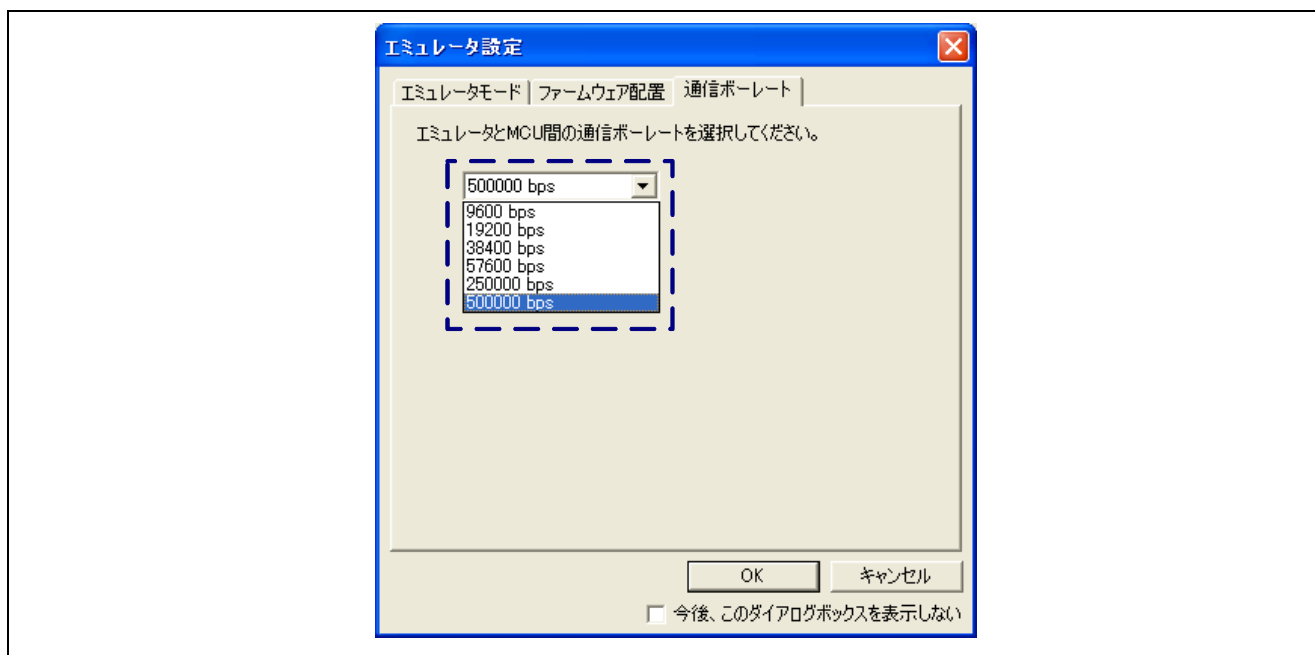 エミュレータ設定
エミュレータモード ファームウェア配置 通信ボーレート
エミュレータとMCU間の通信ボーレートを選択してください。
500000 bps
9600 bps
19200 bps
38400 bps
57600 bps
250000 bps
500000 bps
OK キャンセル
今後、このダイアログボックスを表示しない